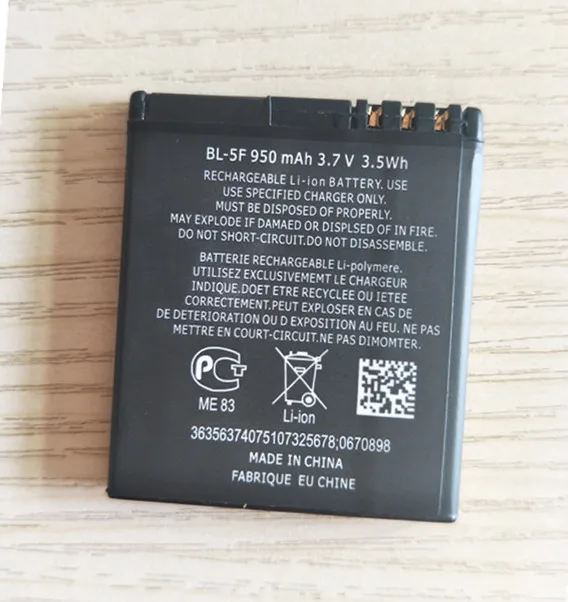 BL-5F 950 mAh 3.7 V 3.5Wh
RECHARGEABLE Li-ion BATTERY. USE
USE SPECIFIED CHARGER ONLY.
MUST BE DISPOSED OF PROPERLY.
MAY EXPLODE IF DAMAED OR DISPLSED OF IN FIRE.
DO NOT SHORT-CIRCUIT.DO NOT DISASSEMBLE.
BATTERIE RECHARGEABLE Li-polymere.
UTILISEZ EXCLUSIVEMENT LE CHARGEUR
INDIQUE.DOET ETRE RECYCLEE OU IETEE
CORRECTEMENT.PEUT EXPLOSER EN CAS DE
DE DETERIORATION OU D EXPOSITION AU FEU. NE PAS
METTRE EN COURT-CIRCUIT.NE PAS DIMONTER.
РСТ
ME 83
Li-ion
36356374075107325678;0670898
MADE IN CHINA
FABRIQUE EU CHINE